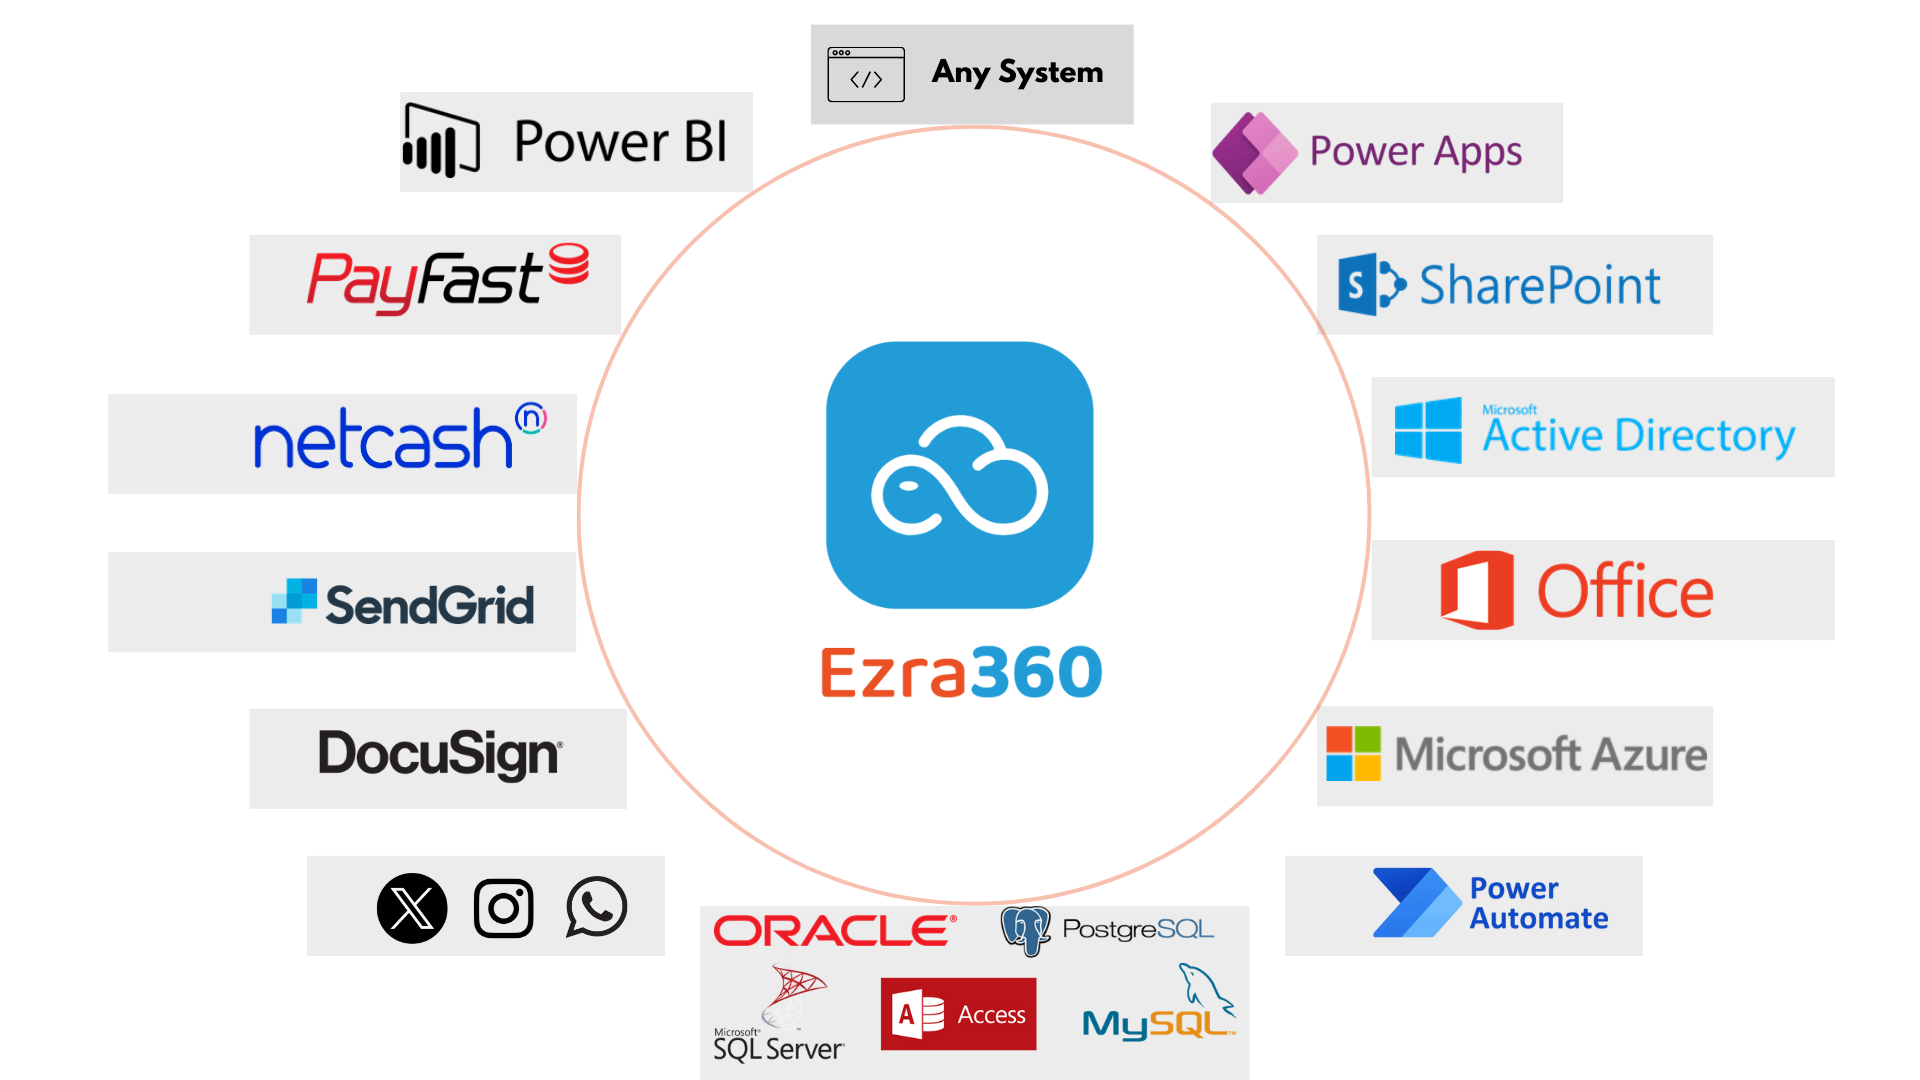 </> Any System
Power BI
Power Apps
PayFast
S SharePoint
netcash n
Microsoft
Active Directory
SendGrid
Office
Ezra360
DocuSign®
Microsoft Azure
X
Power
Automate
ORACLE®
PostgreSQL
Microsoft®
SQL Server®
A Access
MySQL™